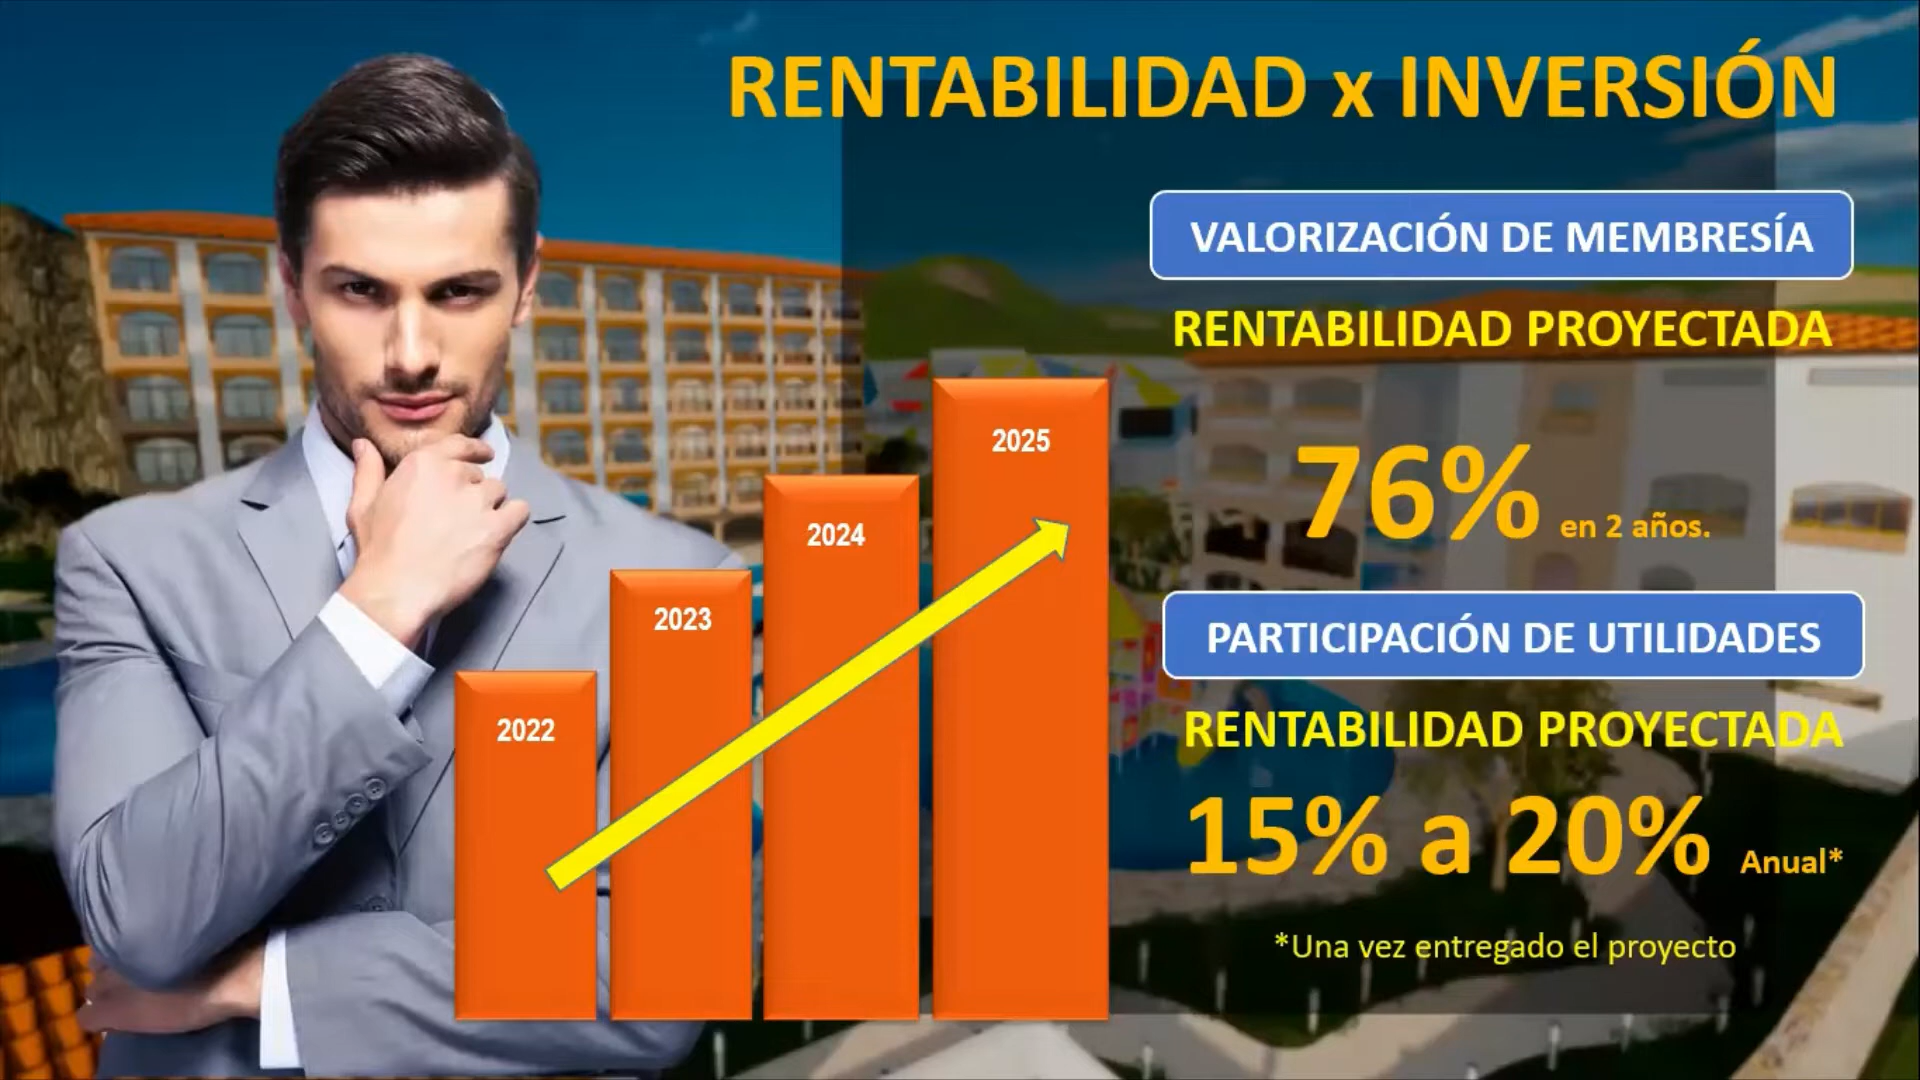 RENTABILIDAD x INVERSIÓN
VALORIZACIÓN DE MEMBRESÍA
RENTABILIDAD PROYECTADA
76% en 2 años.
PARTICIPACIÓN DE UTILIDADES
RENTABILIDAD PROYECTADA
15% a 20% Anual*
*Una vez entregado el proyecto
2022
2023
2024
2025